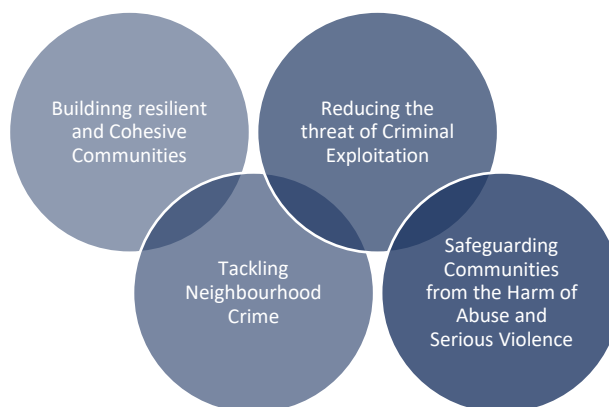 Buildinng resilient
and Cohesive
Communities
Reducing the
threat of Criminal
Exploitation
Tackling
Neighbourhood
Crime
Safeguarding
Communities
from the Harm of
Abuse and
Serious Violence